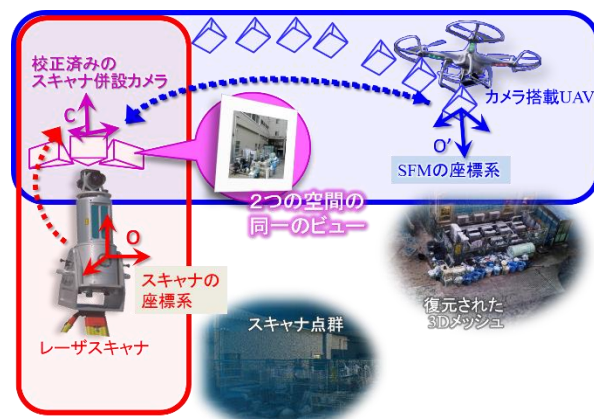 校正済みの
スキャナ併設カメラ
C
カメラ搭載UAV
O'
SFMの座標系
2つの空間の
同一のビュー
O
スキャナの
座標系
レーザスキャナ
スキャナ点群
復元された
3Dメッシュ